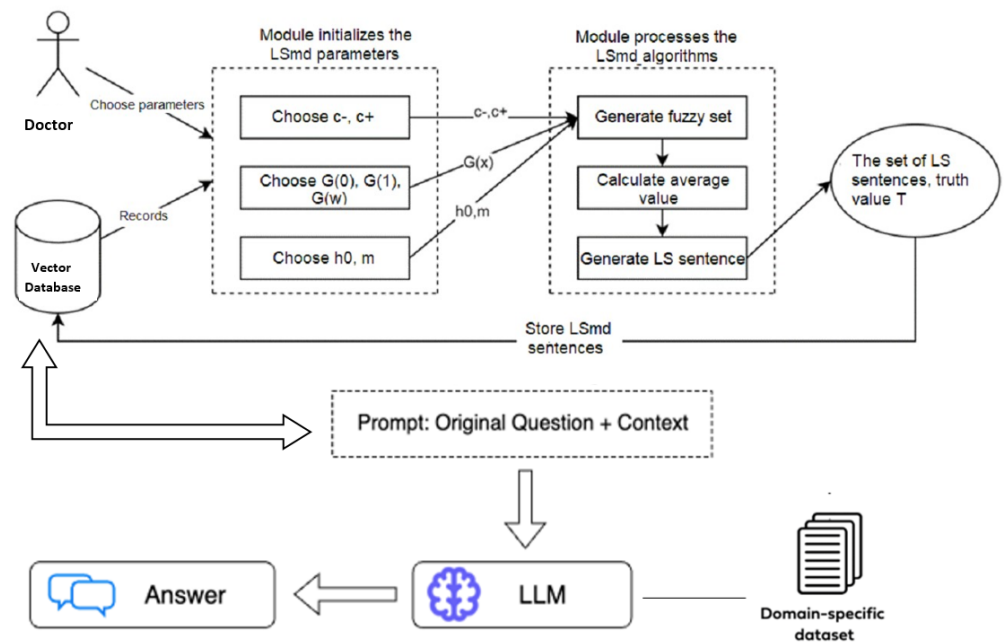 Module initializes the
LSmd parameters
Module processes the
LSmd algorithms
Choose parameters
Doctor
Choose c-, c+
c-,c+
Generate fuzzy set
G(x)
Choose G(0), G(1),
G(w)
Calculate average
value
The set of LS
sentences, truth
value T
Records
h0,m
Choose h0, m
Generate LS sentence
Vector
Database
Store LSmd
sentences
Prompt: Original Question + Context
Answer
LLM
Domain-specific
dataset